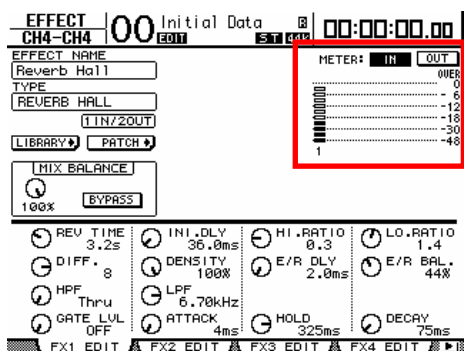 EFFECT
CH4-CH4
00 Initial Data
EDIT
ST 44k
00:00:00.00
EFFECT NAME
Reverb Hall
TYPE
REVERB HALL
1IN/2OUT
LIBRARY PATCH
METER: IN OUT
OVER
0
- 6
-12
-18
-30
-48
1
MIX BALANCE
100% BYPASS
REV TIME 3.2s
INI.DLY 36.0ms
HI.RATIO 0.3
LO.RATIO 1.4
DIFF. 8
DENSITY 100%
E/R DLY 2.0ms
E/R BAL. 44%
HPF Thru
LPF 6.70kHz
GATE LVL OFF
ATTACK 4ms
HOLD 325ms
DECAY 75ms
FX1 EDIT FX2 EDIT FX3 EDIT FX4 EDIT